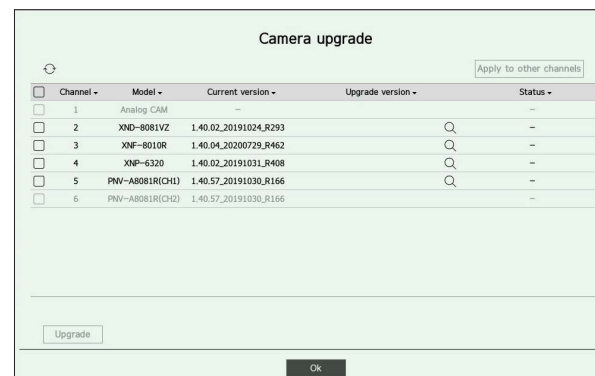 Camera upgrade
Apply to other channels
Channel Model Current version Upgrade version Status
1 Analog CAM – –
2 XND-8081VZ 1.40.02_20191024_R293 –
3 XNF-8010R 1.40.04_20200729_R462 –
4 XNP-6320 1.40.02_20191031_R408 –
5 PNV-A8081R(CH1) 1.40.57_20191030_R166 –
6 PNV-A8081R(CH2) 1.40.57_20191030_R166 –
Upgrade
Ok